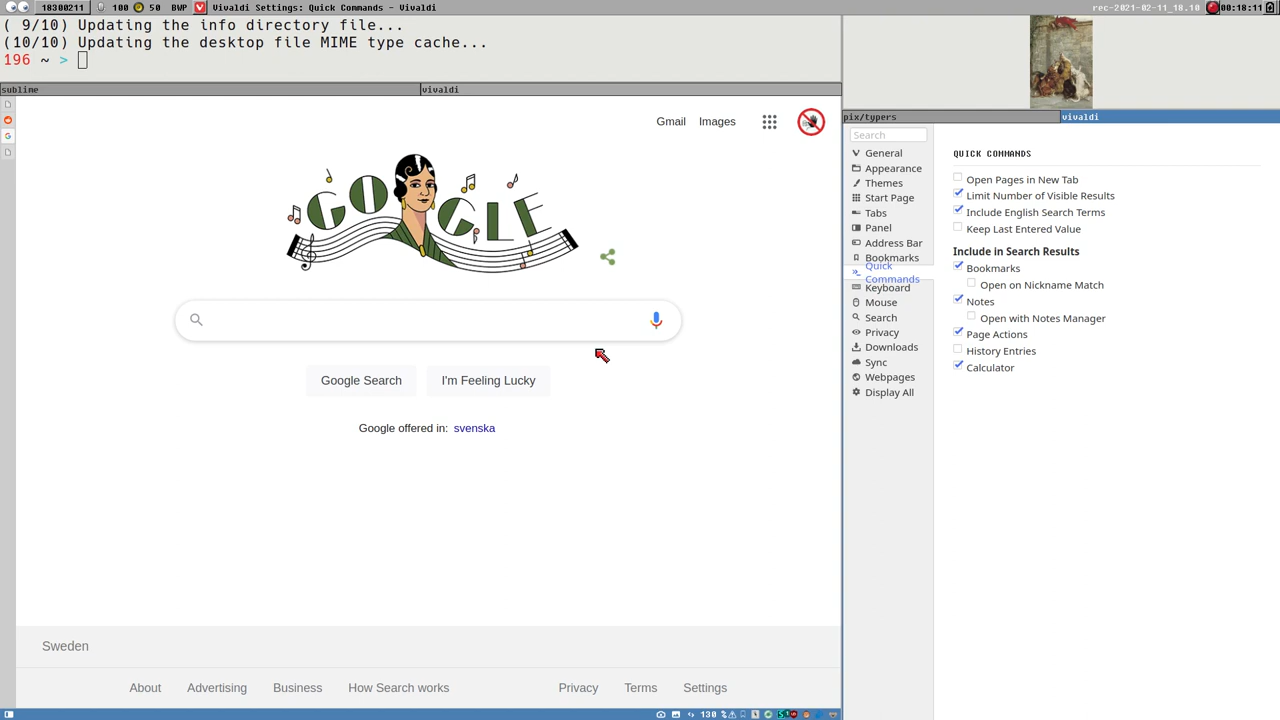 18300211 100 50 BWP Vivaldi Settings: Quick Commands - Vivaldi rec-2021-02-11_18.10 00:18:11
( 9/10) Updating the info directory file...
(10/10) Updating the desktop file MIME type cache...
196 ~ >
sublime vivaldi
Gmail Images
GOOGLE
Google Search I'm Feeling Lucky
Google offered in: svenska
Sweden
About Advertising Business How Search works Privacy Terms Settings
130 %
pix/typers vivaldi
Search
General
Appearance
Themes
Start Page
Tabs
Panel
Address Bar
Bookmarks
Quick
Commands
Keyboard
Mouse
Search
Privacy
Downloads
Sync
Webpages
Display All
QUICK COMMANDS
Open Pages in New Tab
Limit Number of Visible Results
Include English Search Terms
Keep Last Entered Value
Include in Search Results
Bookmarks
Open on Nickname Match
Notes
Open with Notes Manager
Page Actions
History Entries
Calculator